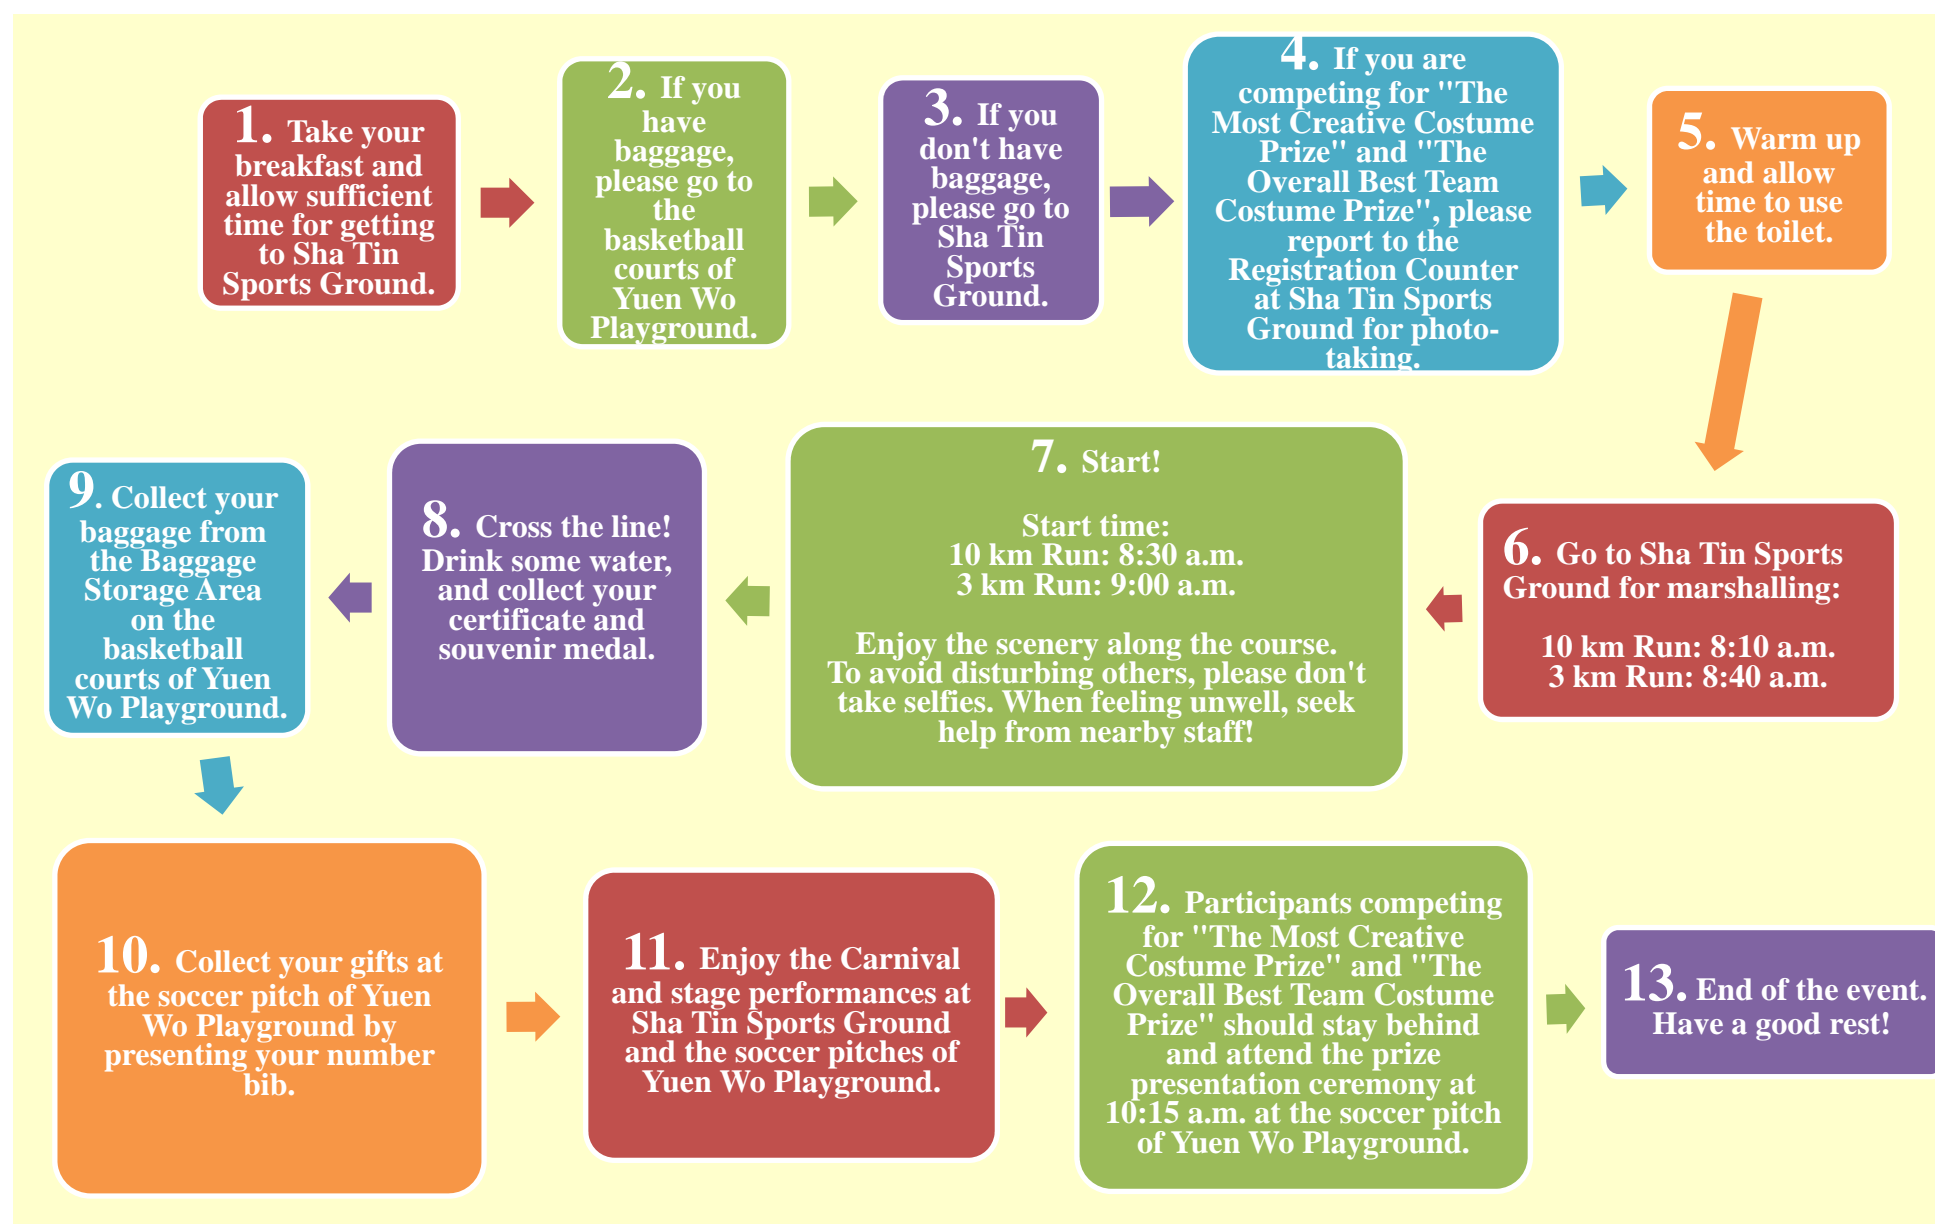 1. Take your
breakfast and
allow sufficient
time for getting
to Sha Tin
Sports Ground.
2. If you
have
baggage,
please go to
the
basketball
courts of
Yuen Wo
Playground.
3. If you
don't have
baggage,
please go to
Sha Tin
Sports
Ground.
4. If you are
competing for "The
Most Creative Costume
Prize" and "The
Overall Best Team
Costume Prize", please
report to the
Registration Counter
at Sha Tin Sports
Ground for photo-
taking.
5. Warm up
and allow
time to use
the toilet.
6. Go to Sha Tin Sports
Ground for marshalling:
10 km Run: 8:10 a.m.
3 km Run: 8:40 a.m.
7. Start!
Start time:
10 km Run: 8:30 a.m.
3 km Run: 9:00 a.m.
Enjoy the scenery along the course.
To avoid disturbing others, please don't
take selfies. When feeling unwell, seek
help from nearby staff!
8. Cross the line!
Drink some water,
and collect your
certificate and
souvenir medal.
9. Collect your
baggage from
the Baggage
Storage Area
on the
basketball
courts of Yuen
Wo Playground.
10. Collect your gifts at
the soccer pitch of Yuen
Wo Playground by
presenting your number
bib.
11. Enjoy the Carnival
and stage performances at
Sha Tin Sports Ground
and the soccer pitches of
Yuen Wo Playground.
12. Participants competing
for "The Most Creative
Costume Prize" and "The
Overall Best Team Costume
Prize" should stay behind
and attend the prize
presentation ceremony at
10:15 a.m. at the soccer pitch
of Yuen Wo Playground.
13. End of the event.
Have a good rest!